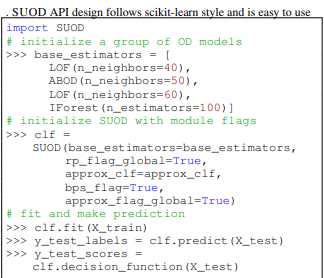 . SUOD API design follows scikit-learn style and is easy to use
import SUOD
# initialize a group of OD models
>>> base_estimators = [
LOF(n_neighbors=40),
ABOD(n_neighbors=50),
LOF(n_neighbors=60),
IForest(n_estimators=100)]
# initialize SUOD with module flags
>>> clf =
SUOD(base_estimators=base_estimators,
rp_flag_global=True,
approx_clf=approx_clf,
bps_flag=True,
approx_flag_global=True)
# fit and make prediction
>>> clf.fit(X_train)
>>> y_test_labels = clf.predict(X_test)
>>> y_test_scores =
clf.decision_function(X_test)